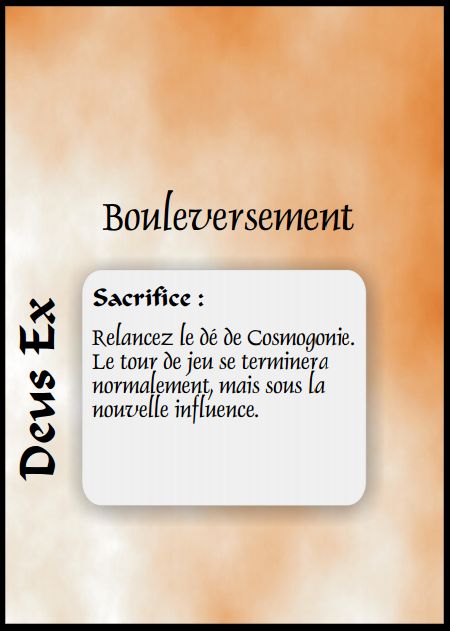 Bouleversement
Sacrifice :
Relancez le dé de Cosmogonie.
Le tour de jeu se terminera
normalement, mais sous la
nouvelle influence.
Deus Ex